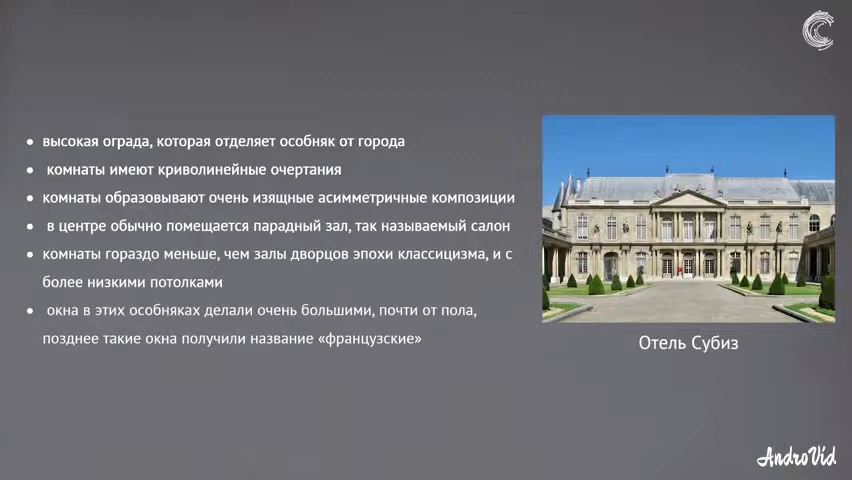 • высокая ограда, которая отделяет особняк от города
• комнаты имеют криволинейные очертания
• комнаты образовывают очень изящные асимметричные композиции
• в центре обычно помещается парадный зал, так называемый салон
• комнаты гораздо меньше, чем залы дворцов эпохи классицизма, и с
более низкими потолками
• окна в этих особняках делали очень большими, почти от пола,
позднее такие окна получили название «французские»
Отель Субиз
AndroVid